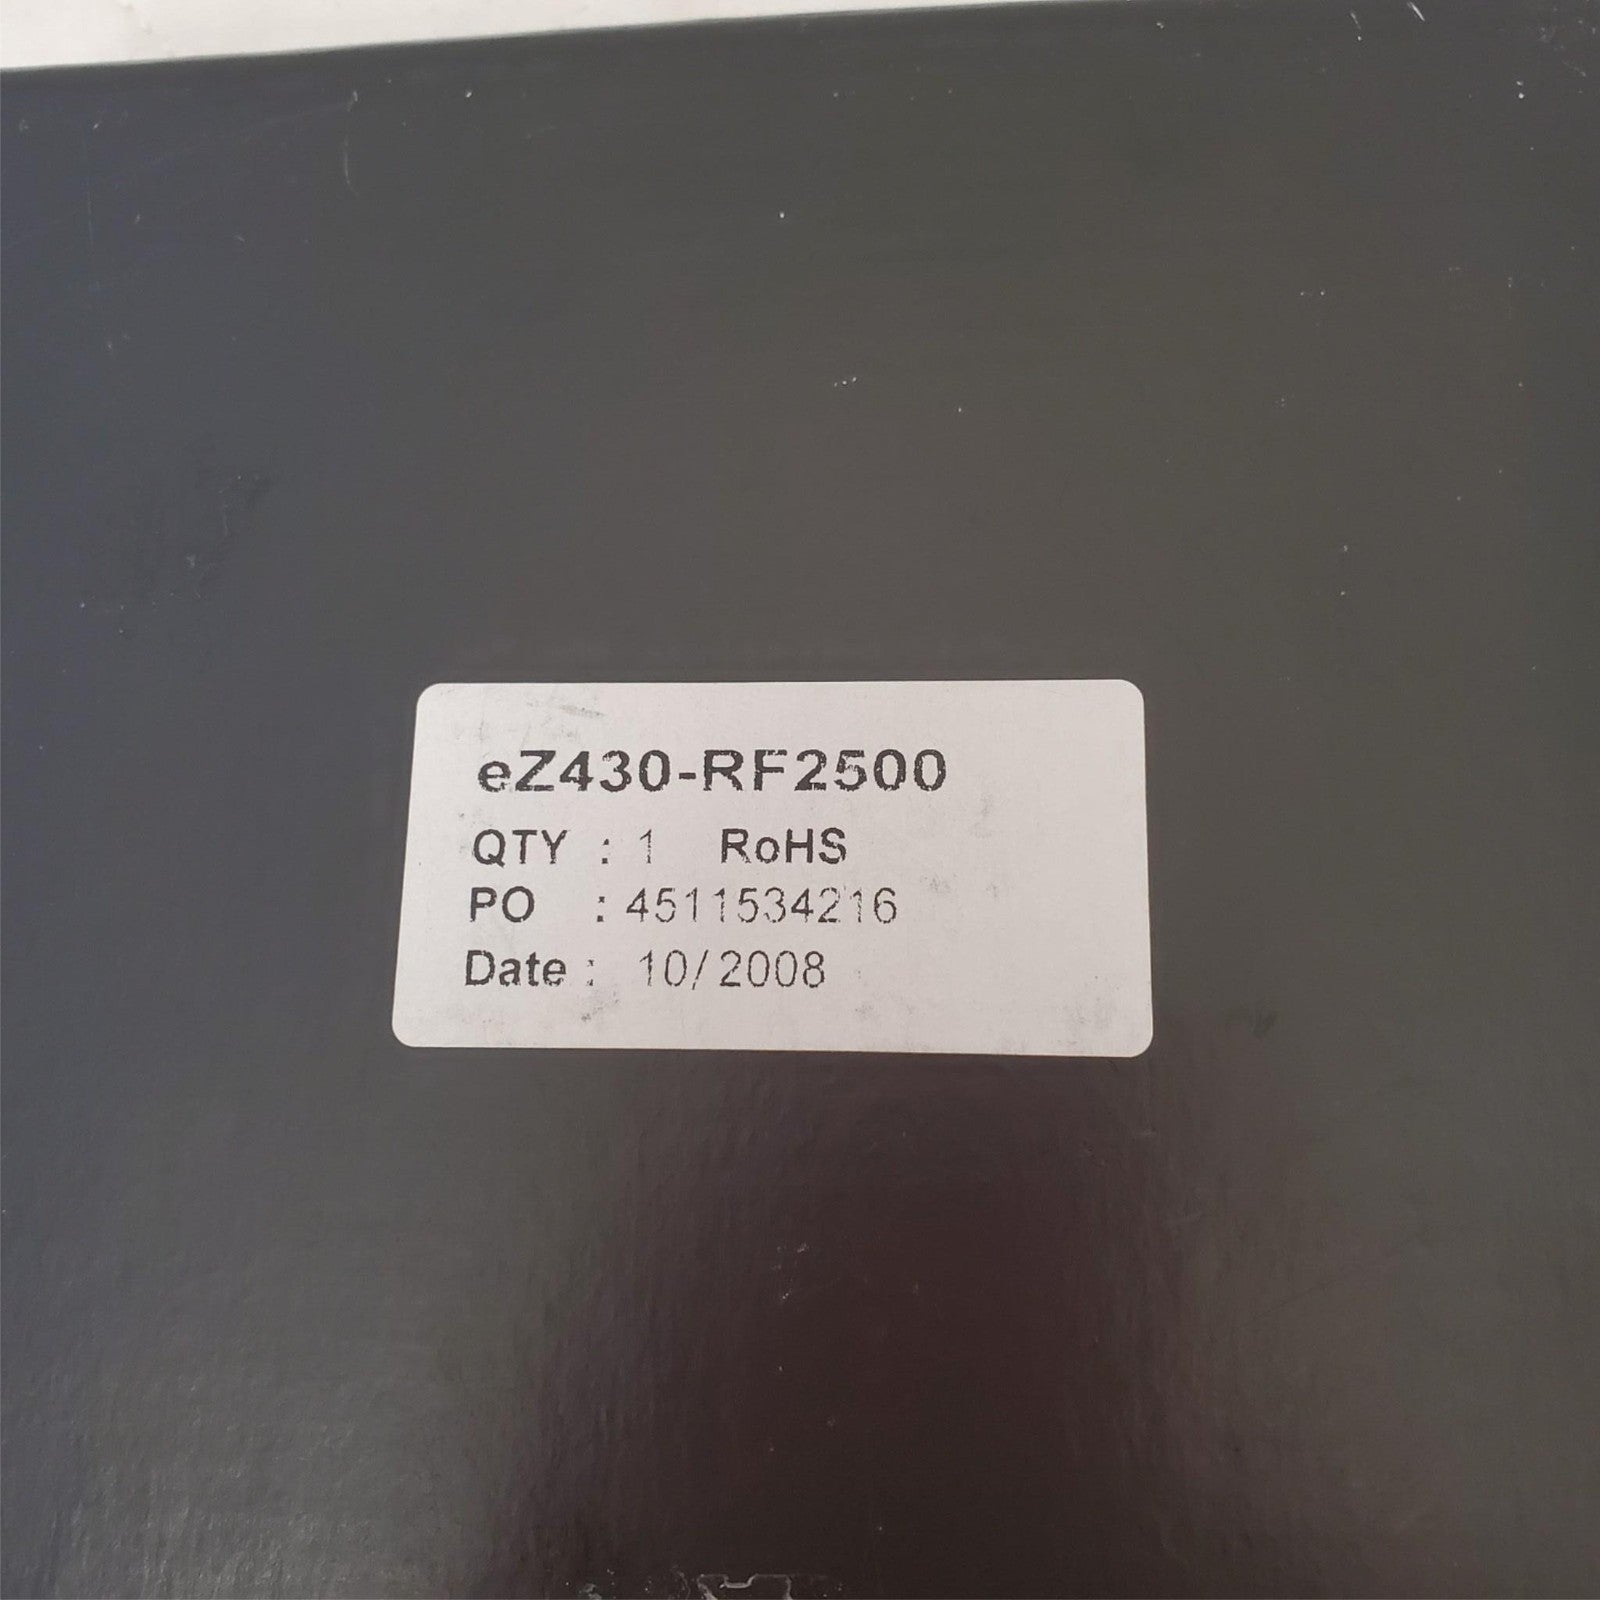 eZ430-RF2500
QTY : 1 RoHS
PO : 4511534216
Date : 10/2008